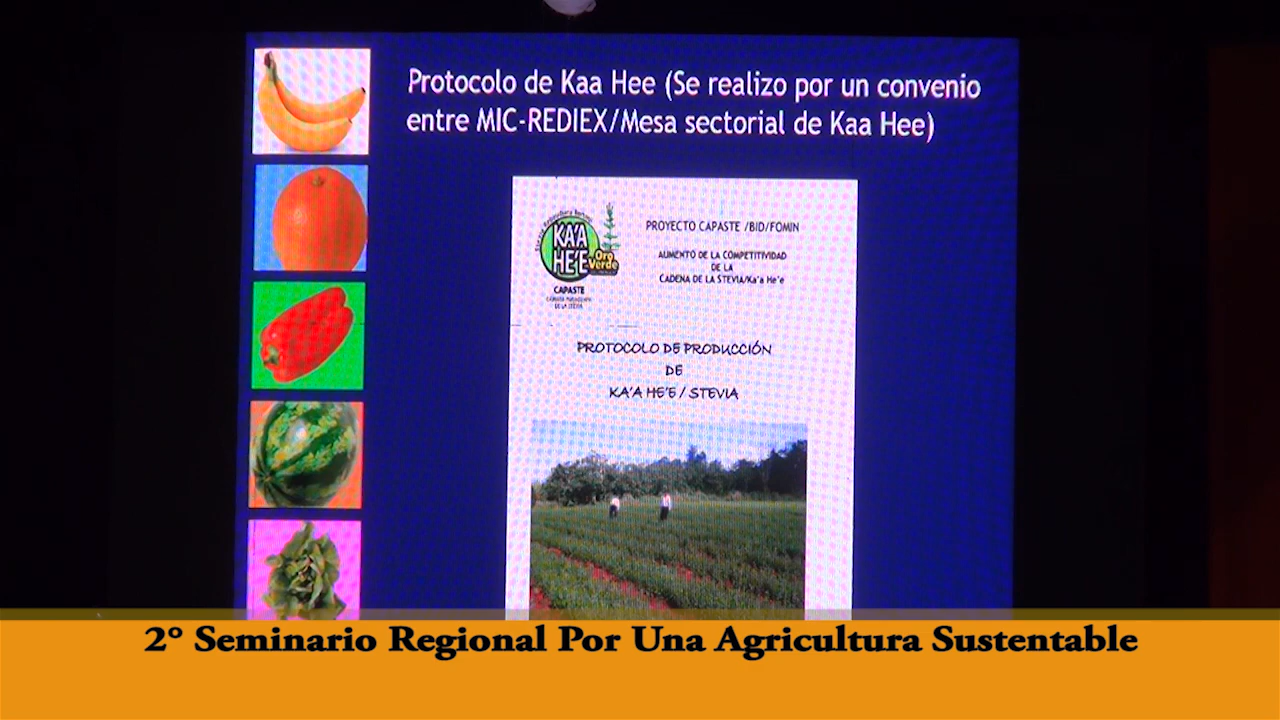 Protocolo de Kaa Hee (Se realizo por un convenio
entre MIC-REDIEX/Mesa sectorial de Kaa Hee)
KA'A
HE'E
Oro
Verde
CAPASTE
PROYECTO CAPASTE /BID/FOMIN
AUMENTO DE LA COMPETITIVIDAD
DE LA
CADENA DE LA STEVIA/Ka'a He'e
PROTOCOLO DE PRODUCCIÓN
DE
KA'A HE'E / STEVIA
2º Seminario Regional Por Una Agricultura Sustentable